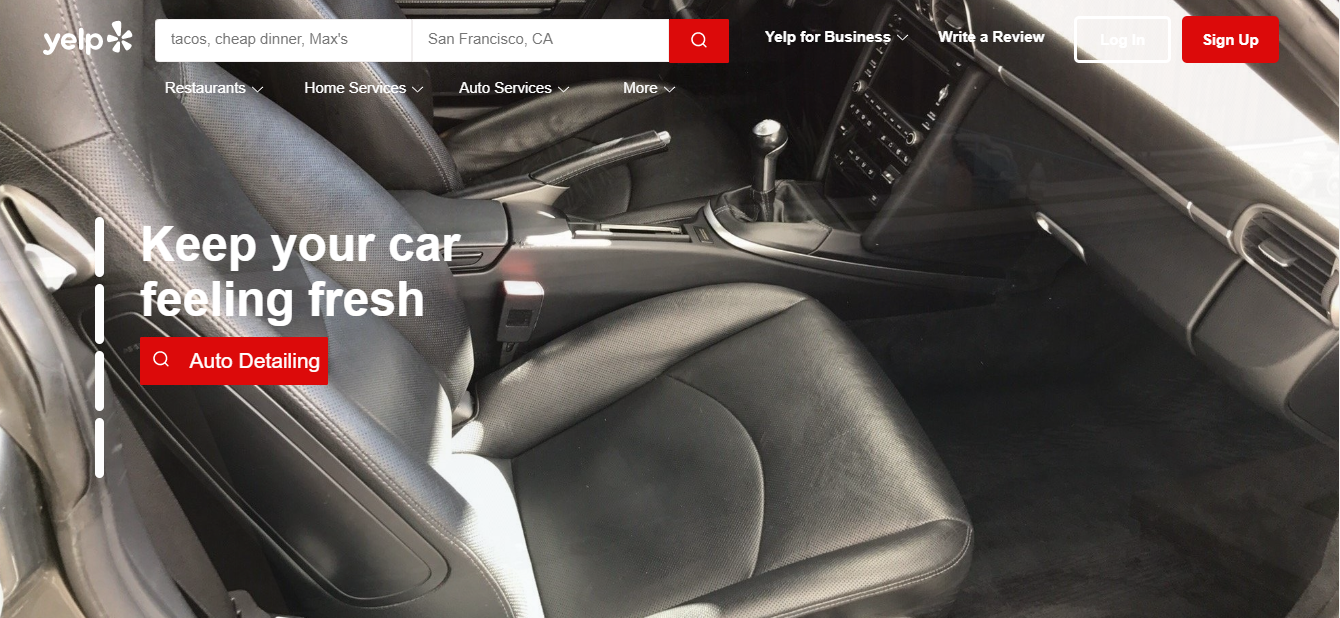 yelp
tacos, cheap dinner, Max's
San Francisco, CA
Yelp for Business
Write a Review
Log In
Sign Up
Restaurants
Home Services
Auto Services
More
Keep your car
feeling fresh
Auto Detailing